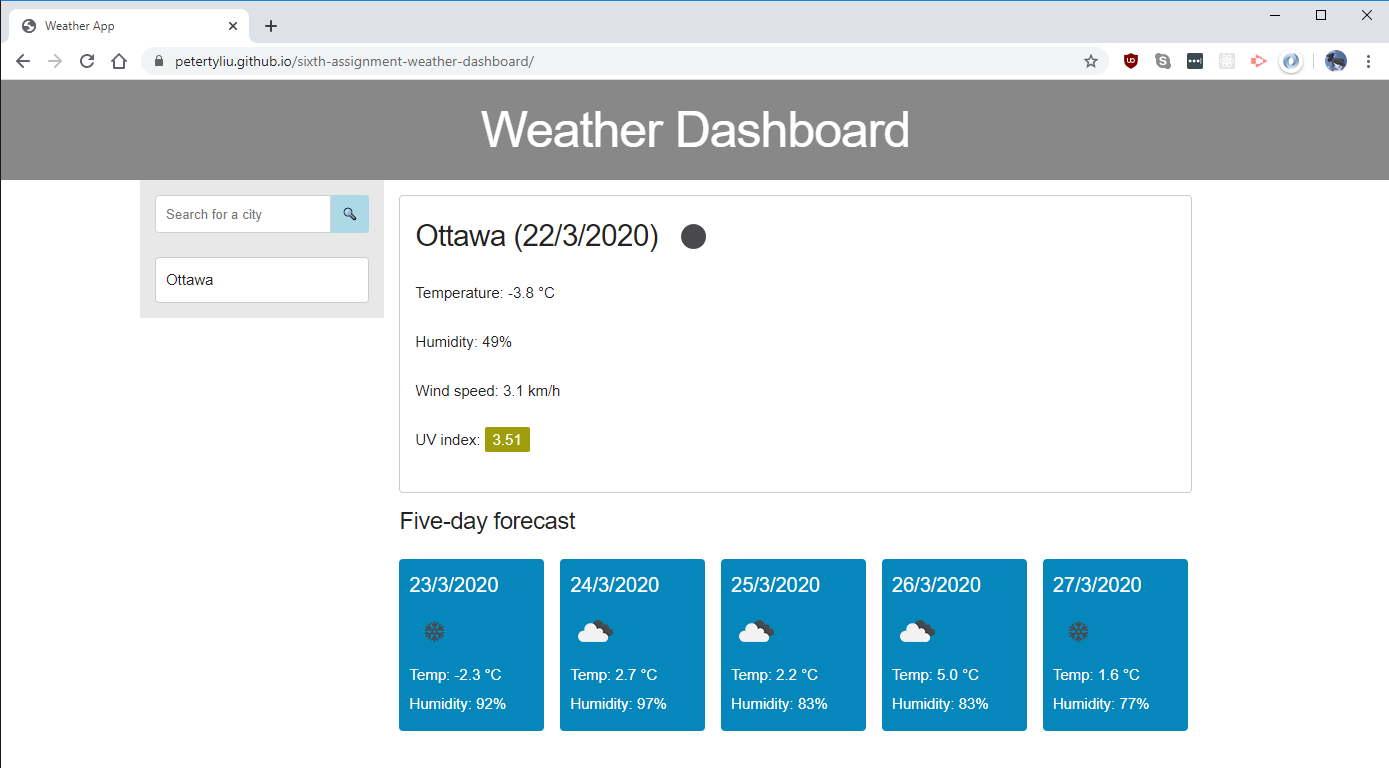 Weather App
petertyliu.github.io/sixth-assignment-weather-dashboard/
Weather Dashboard
Search for a city
Ottawa
Ottawa (22/3/2020)
Temperature: -3.8 °C
Humidity: 49%
Wind speed: 3.1 km/h
UV index: 3.51
Five-day forecast
23/3/2020
Temp: -2.3 °C
Humidity: 92%
24/3/2020
Temp: 2.7 °C
Humidity: 97%
25/3/2020
Temp: 2.2 °C
Humidity: 83%
26/3/2020
Temp: 5.0 °C
Humidity: 83%
27/3/2020
Temp: 1.6 °C
Humidity: 77%